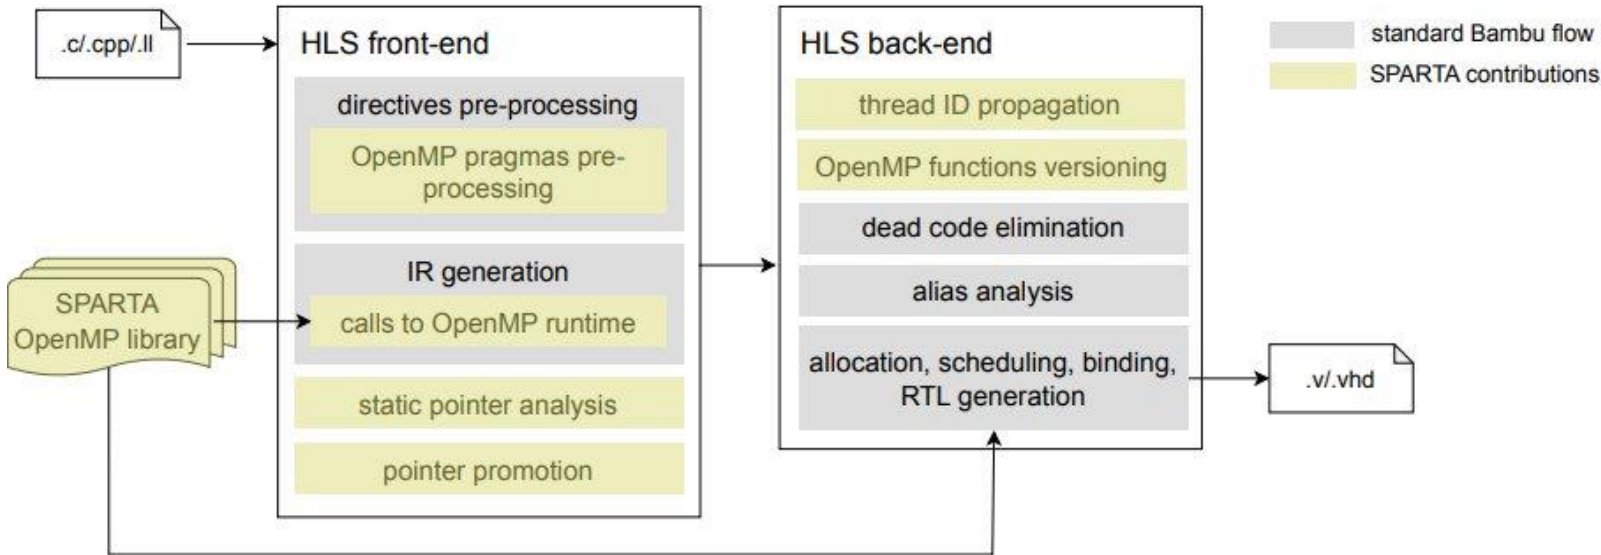 .c/.cpp/.ll
HLS front-end
directives pre-processing
OpenMP pragmas pre-
processing
IR generation
calls to OpenMP runtime
static pointer analysis
pointer promotion
SPARTA
OpenMP library
HLS back-end
thread ID propagation
OpenMP functions versioning
dead code elimination
alias analysis
allocation, scheduling, binding,
RTL generation
.v/.vhd
standard Bambu flow
SPARTA contributions